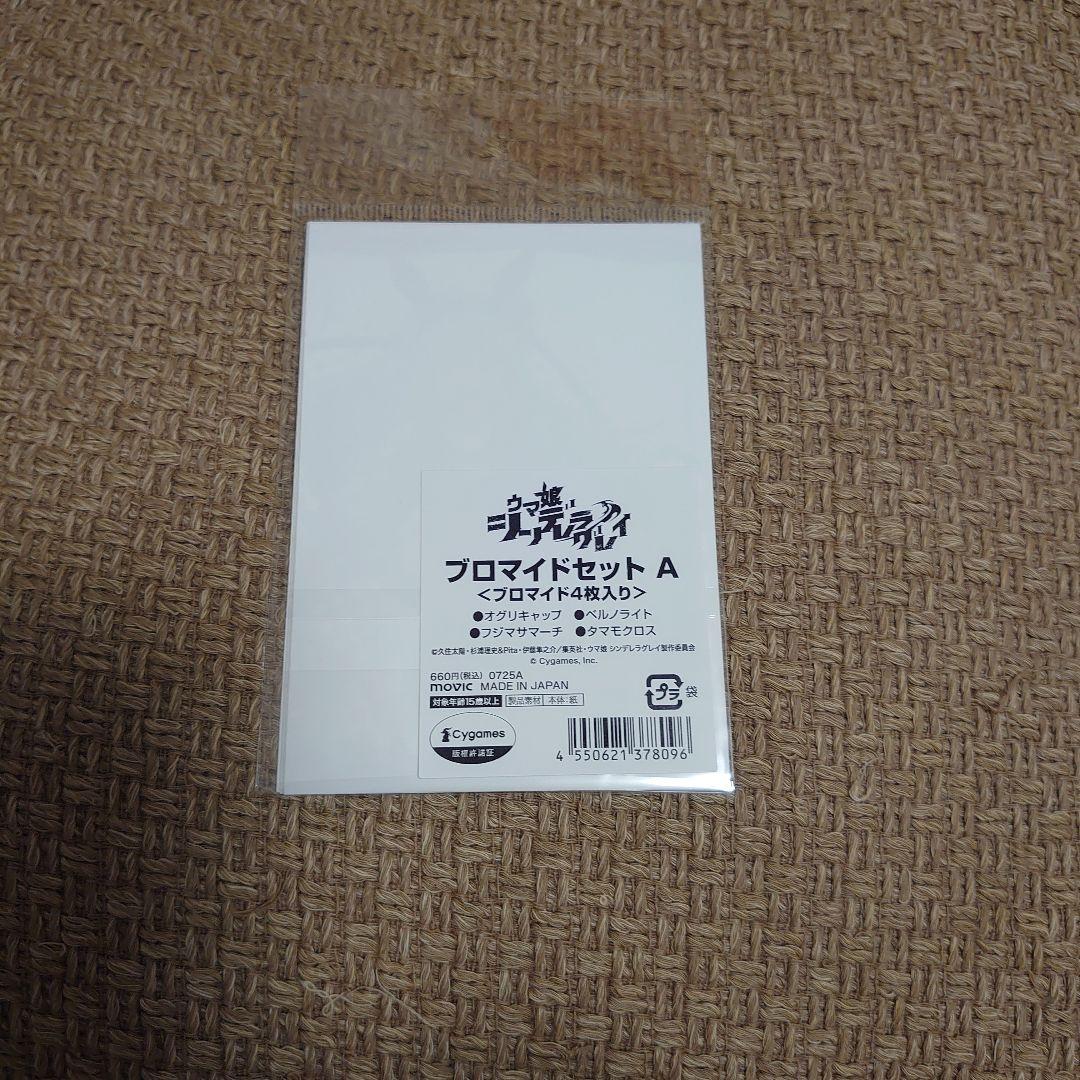 ウマ娘
シンデレラグレイ
ブロマイドセット A
<ブロマイド4枚入り>
●オグリキャップ ●ベルノライト
●フジマサマーチ ●タマモクロス
©久住太陽・杉浦理史&Pita・伊藤隼之介/集英社・ウマ娘 シンデレラグレイ製作委員会
© Cygames, Inc.
660円(税込) 0725A
movic MADE IN JAPAN
対象年齢15歳以上 製品素材 本体:紙
プラ 袋
Cygames
版権許諾証
4 550621 378096